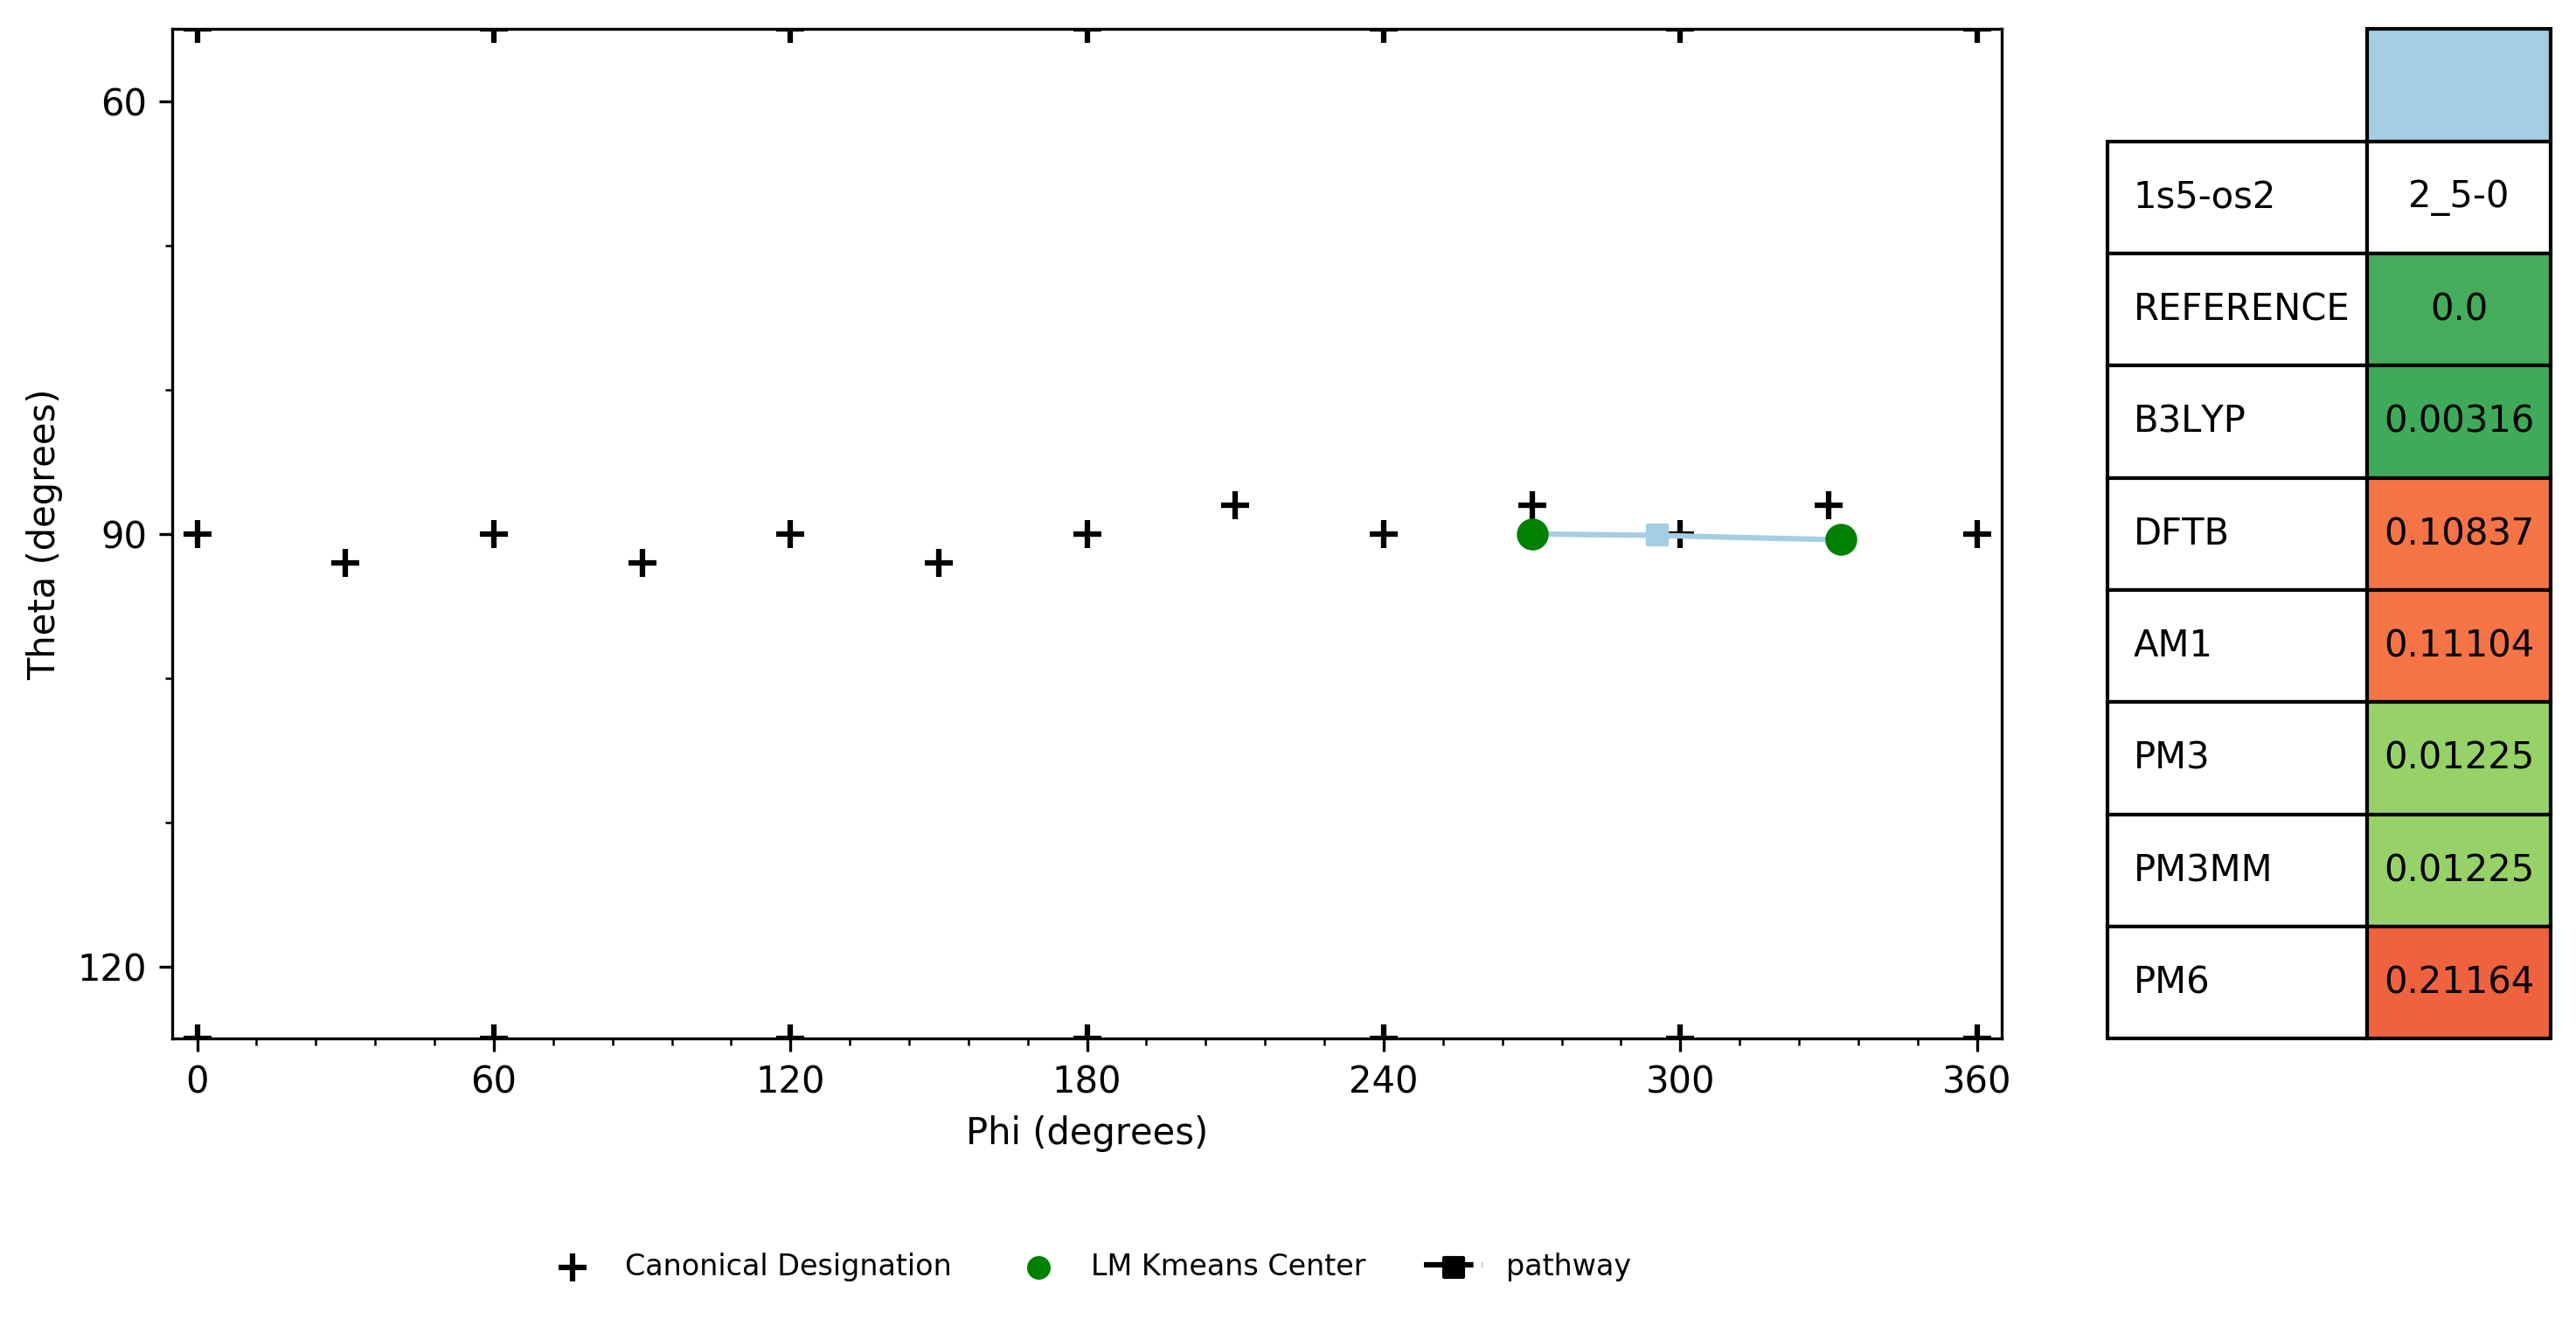 60
90
120
Theta (degrees)
0 60 120 180 240 300 360
Phi (degrees)
Canonical Designation LM Kmeans Center pathway
1s5-os2 2_5-0
REFERENCE 0.0
B3LYP 0.00316
DFTB 0.10837
AM1 0.11104
PM3 0.01225
PM3MM 0.01225
PM6 0.21164